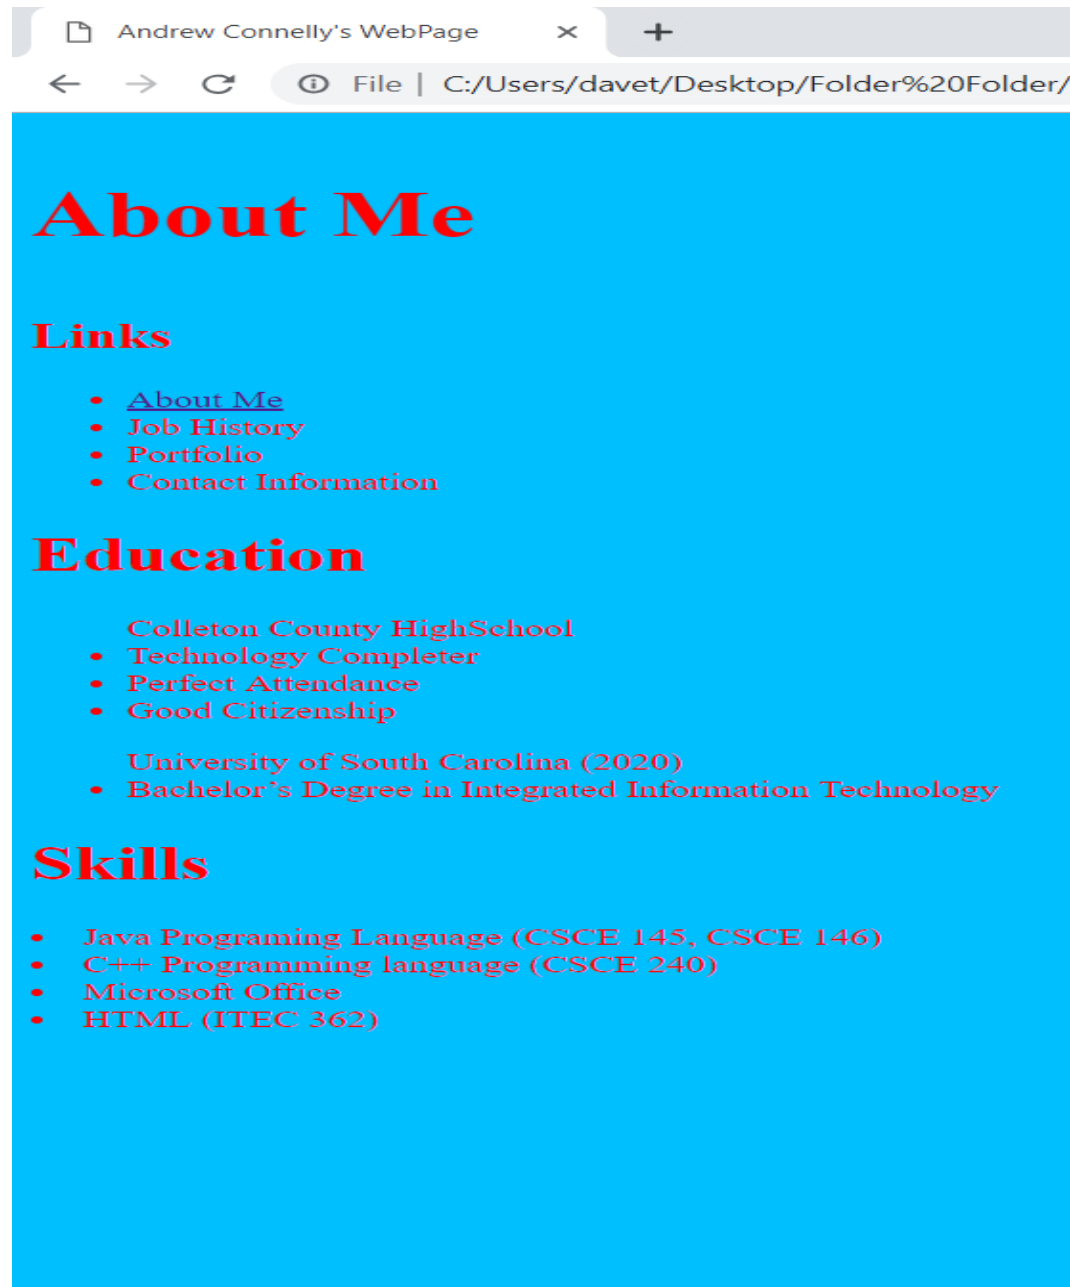 Andrew Connelly's WebPage
File | C:/Users/davet/Desktop/Folder%20Folder/
About Me
Links
• About Me
• Job History
• Portfolio
• Contact Information
Education
Colleton County HighSchool
• Technology Completer
• Perfect Attendance
• Good Citizenship
University of South Carolina (2020)
• Bachelor’s Degree in Integrated Information Technology
Skills
• Java Programing Language (CSCE 145, CSCE 146)
• C++ Programming language (CSCE 240)
• Microsoft Office
• HTML (ITEC 362)